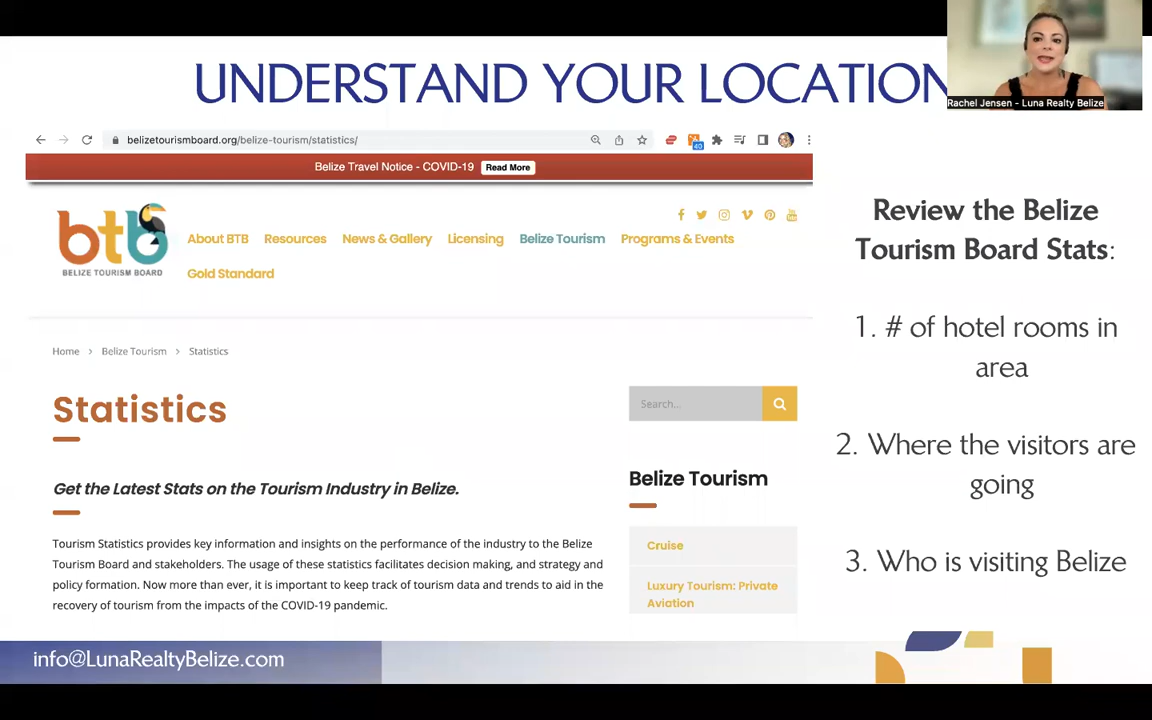 UNDERSTAND YOUR LOCATION
Rachel Jensen - Luna Realty Belize
belizetourismboard.org/belize-tourism/statistics/
40
Belize Travel Notice - COVID-19 Read More
btb
BELIZE TOURISM BOARD
About BTB Resources News & Gallery Licensing Belize Tourism Programs & Events
Gold Standard
Home > Belize Tourism > Statistics
Statistics
Search...
Get the Latest Stats on the Tourism Industry in Belize.
Tourism Statistics provides key information and insights on the performance of the industry to the Belize
Tourism Board and stakeholders. The usage of these statistics facilitates decision making, and strategy and
policy formation. Now more than ever, it is important to keep track of tourism data and trends to aid in the
recovery of tourism from the impacts of the COVID-19 pandemic.
Belize Tourism
Cruise
Luxury Tourism: Private
Aviation
Review the Belize
Tourism Board Stats:
1. # of hotel rooms in
area
2. Where the visitors are
going
3. Who is visiting Belize
info@LunaRealtyBelize.com